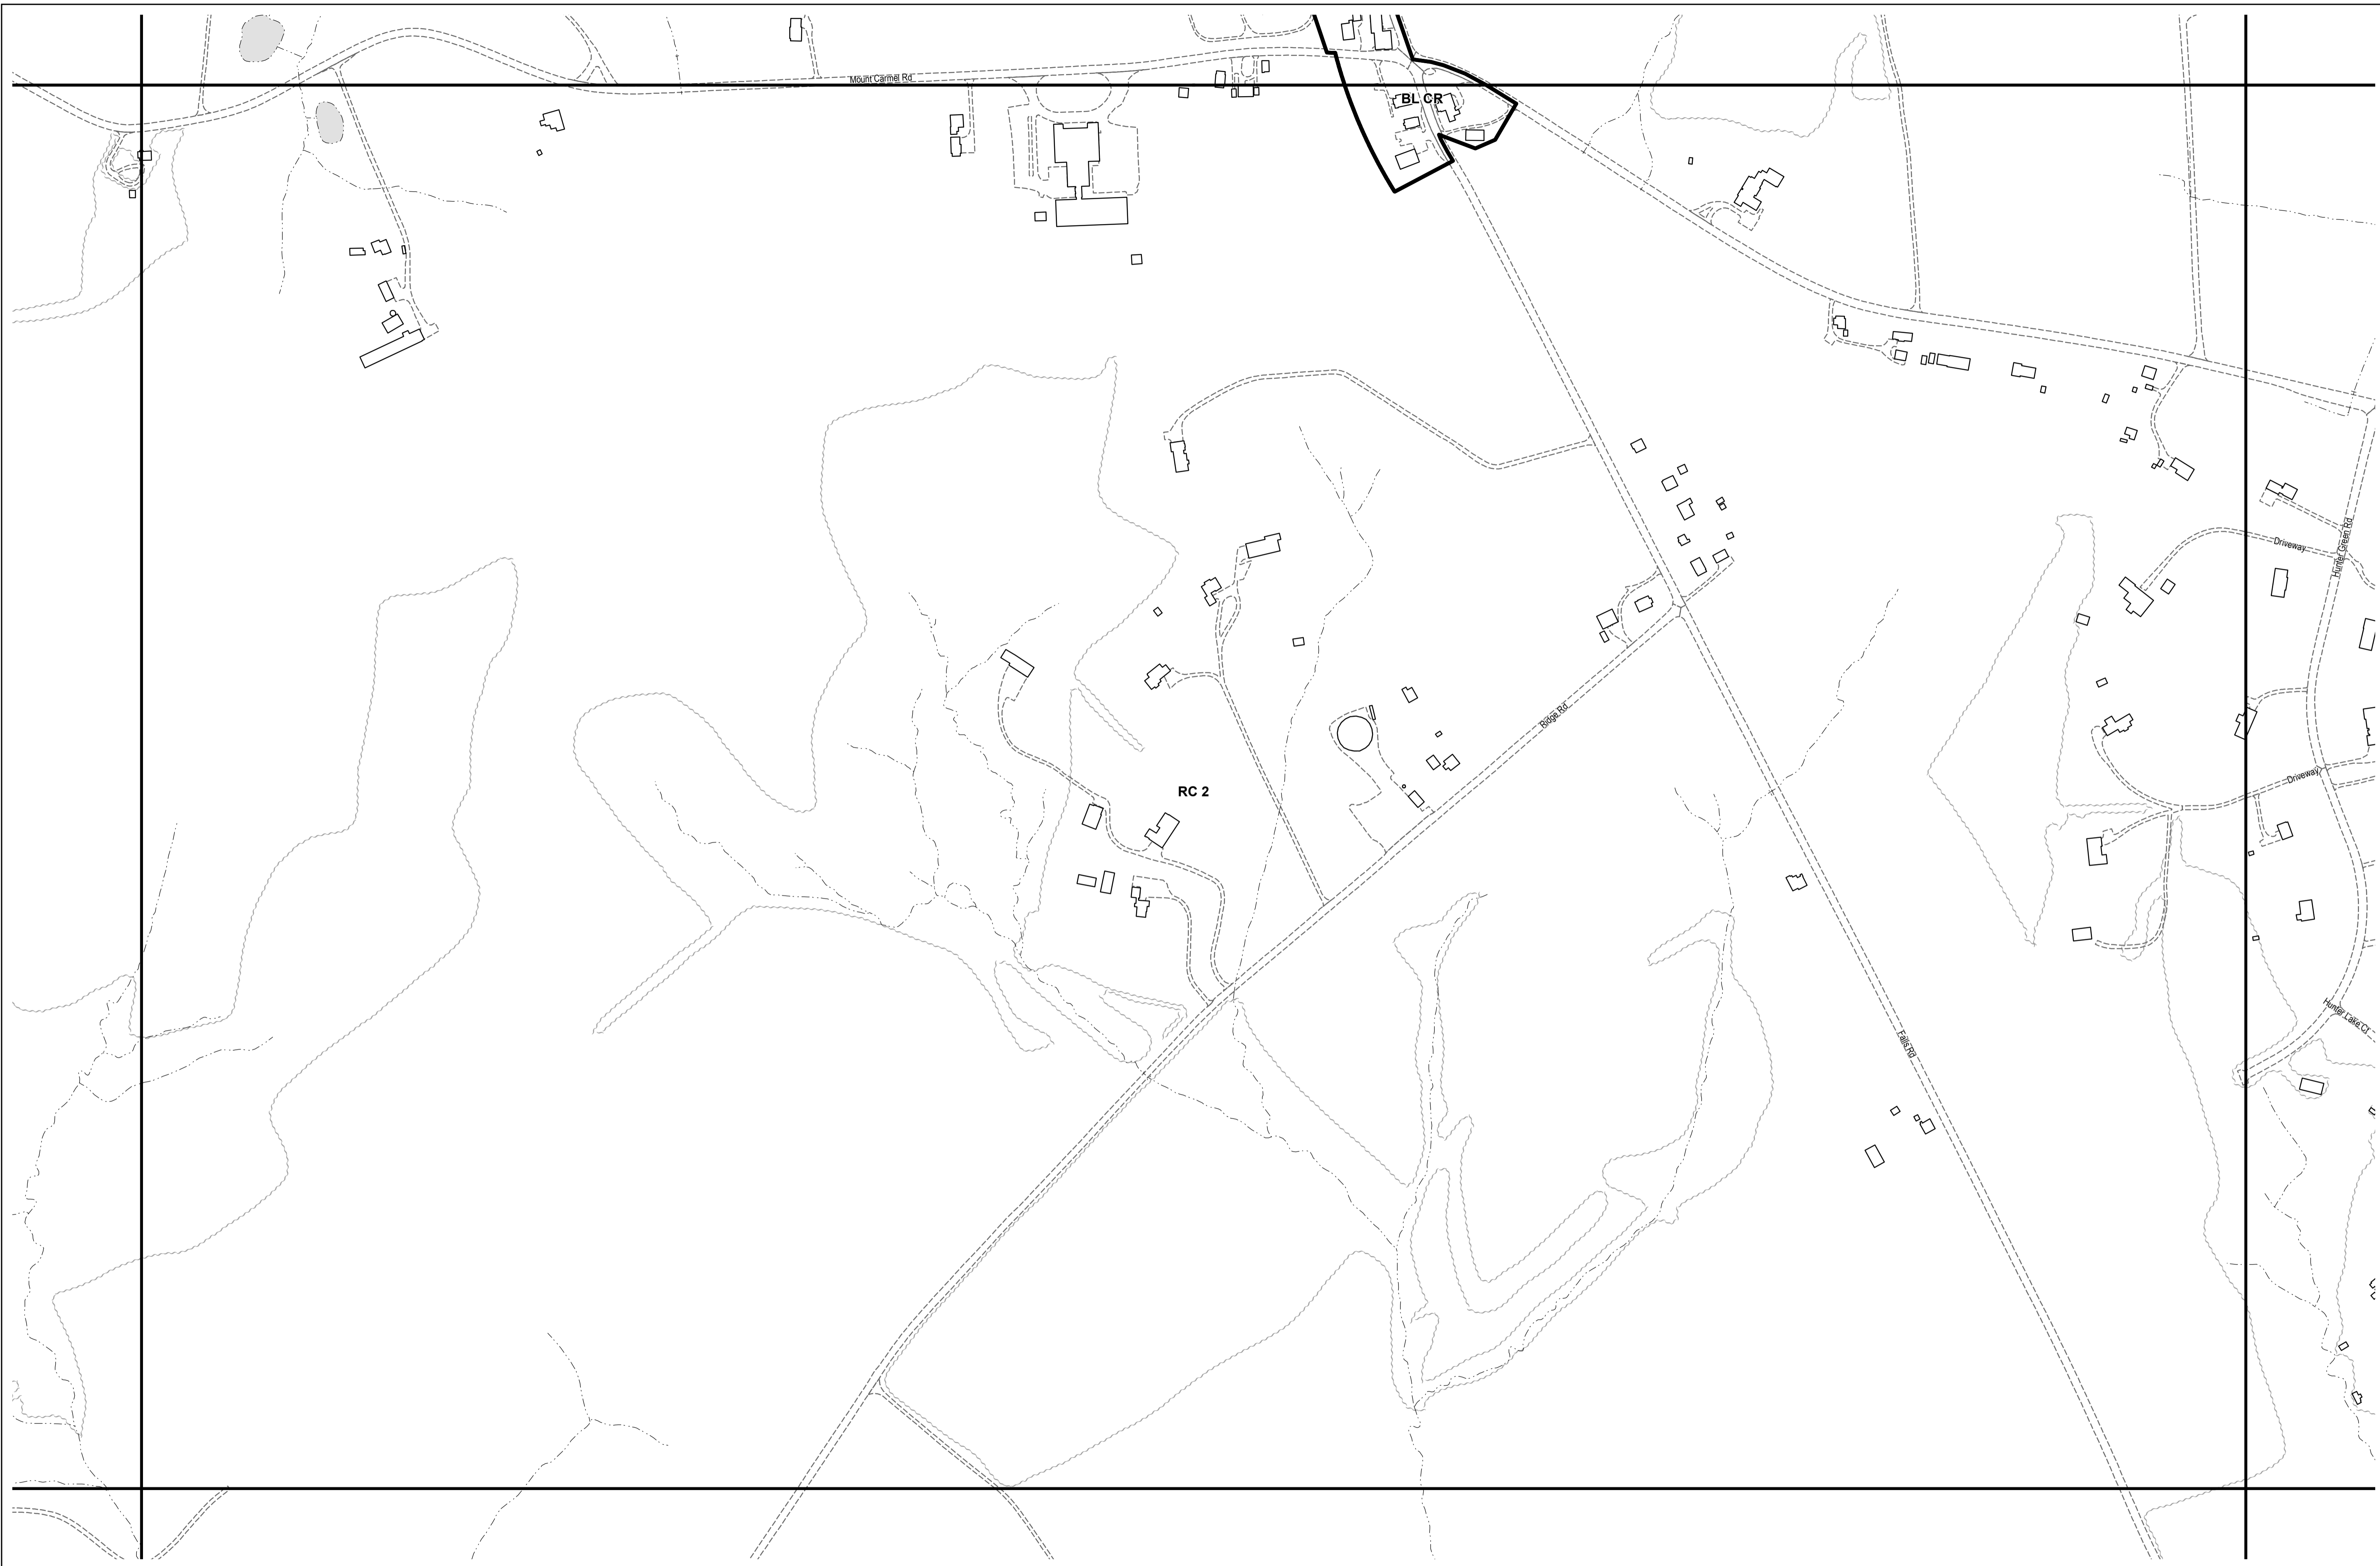 Mount Carmel Rd
BL CR
Driveway
Hunter Green Rd
Ridge Rd
Driveway
RC 2
Hunter Lake Ct
Falls Rd